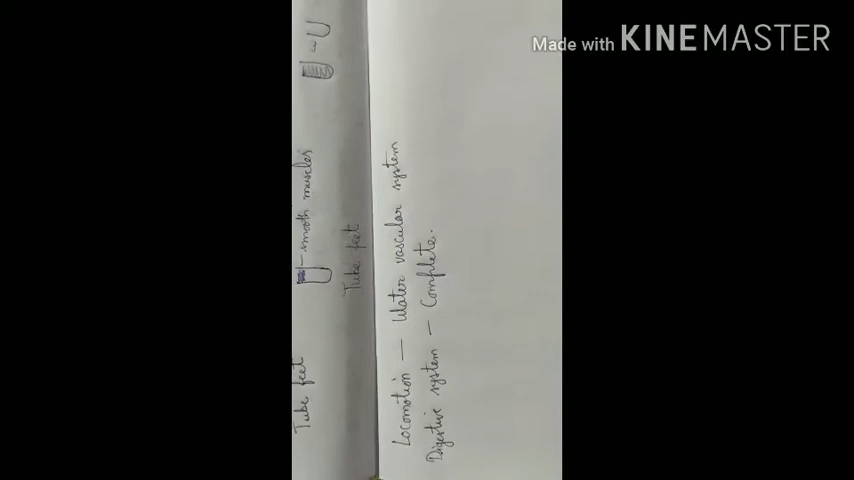 Made with KINEMASTER
Tube feet
smooth muscles
Tube feet
Locomotion — Water vascular system
Digestive system — Complete.